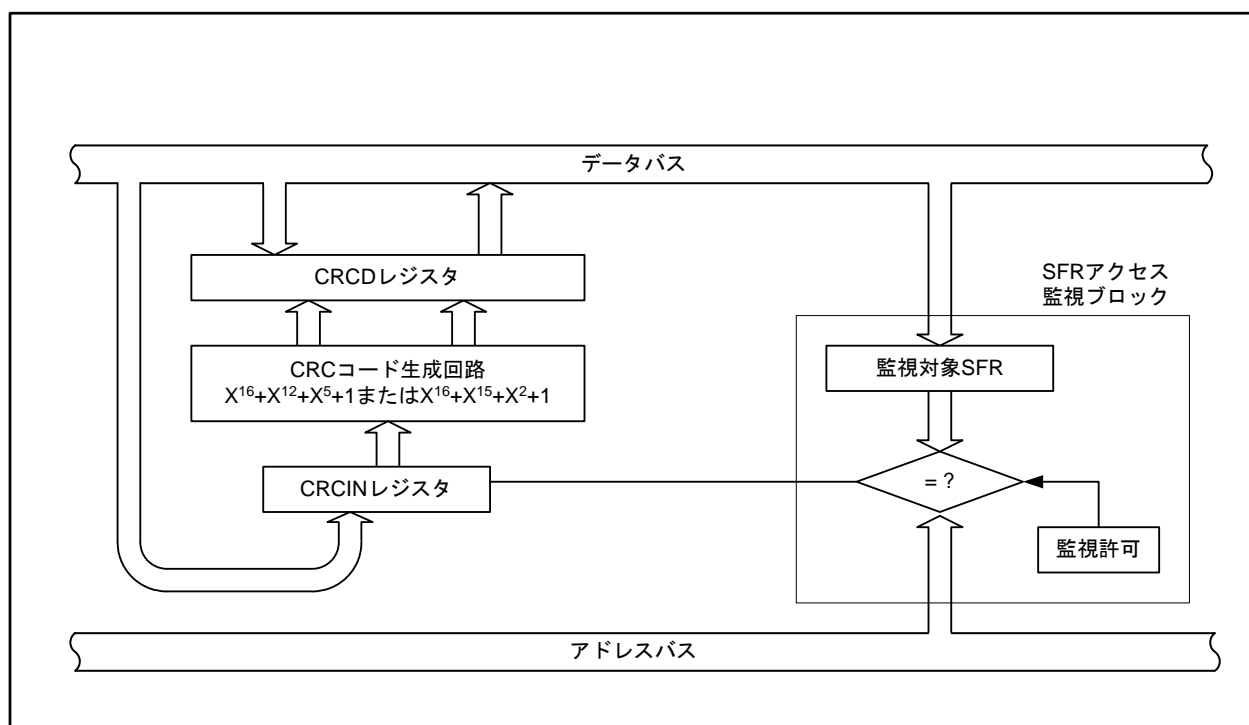 データバス
CRCDレジスタ
SFRアクセス
監視ブロック
CRCコード生成回路
X¹⁶+X¹²+X⁵+1またはX¹⁶+X¹⁵+X²+1
監視対象SFR
CRCINレジスタ
= ?
監視許可
アドレスバス